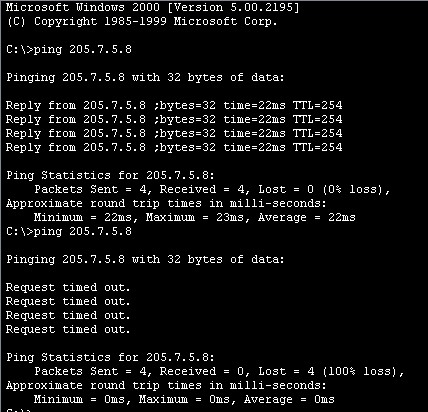 Microsoft Windows 2000 [Version 5.00.2195]
(C) Copyright 1985-1999 Microsoft Corp.
C:\>ping 205.7.5.8
Pinging 205.7.5.8 with 32 bytes of data:
Reply from 205.7.5.8 ;bytes=32 time=22ms TTL=254
Reply from 205.7.5.8 ;bytes=32 time=22ms TTL=254
Reply from 205.7.5.8 ;bytes=32 time=22ms TTL=254
Reply from 205.7.5.8 ;bytes=32 time=22ms TTL=254
Ping Statistics for 205.7.5.8:
Packets Sent = 4, Received = 4, Lost = 0 (0% loss),
Approximate round trip times in milli-seconds:
Minimum = 22ms, Maximum = 23ms, Average = 22ms
C:\>ping 205.7.5.8
Pinging 205.7.5.8 with 32 bytes of data:
Request timed out.
Request timed out.
Request timed out.
Request timed out.
Ping Statistics for 205.7.5.8:
Packets Sent = 4, Received = 0, Lost = 4 (100% loss),
Approximate round trip times in milli-seconds:
Minimum = 0ms, Maximum = 0ms, Average = 0ms
C:\>